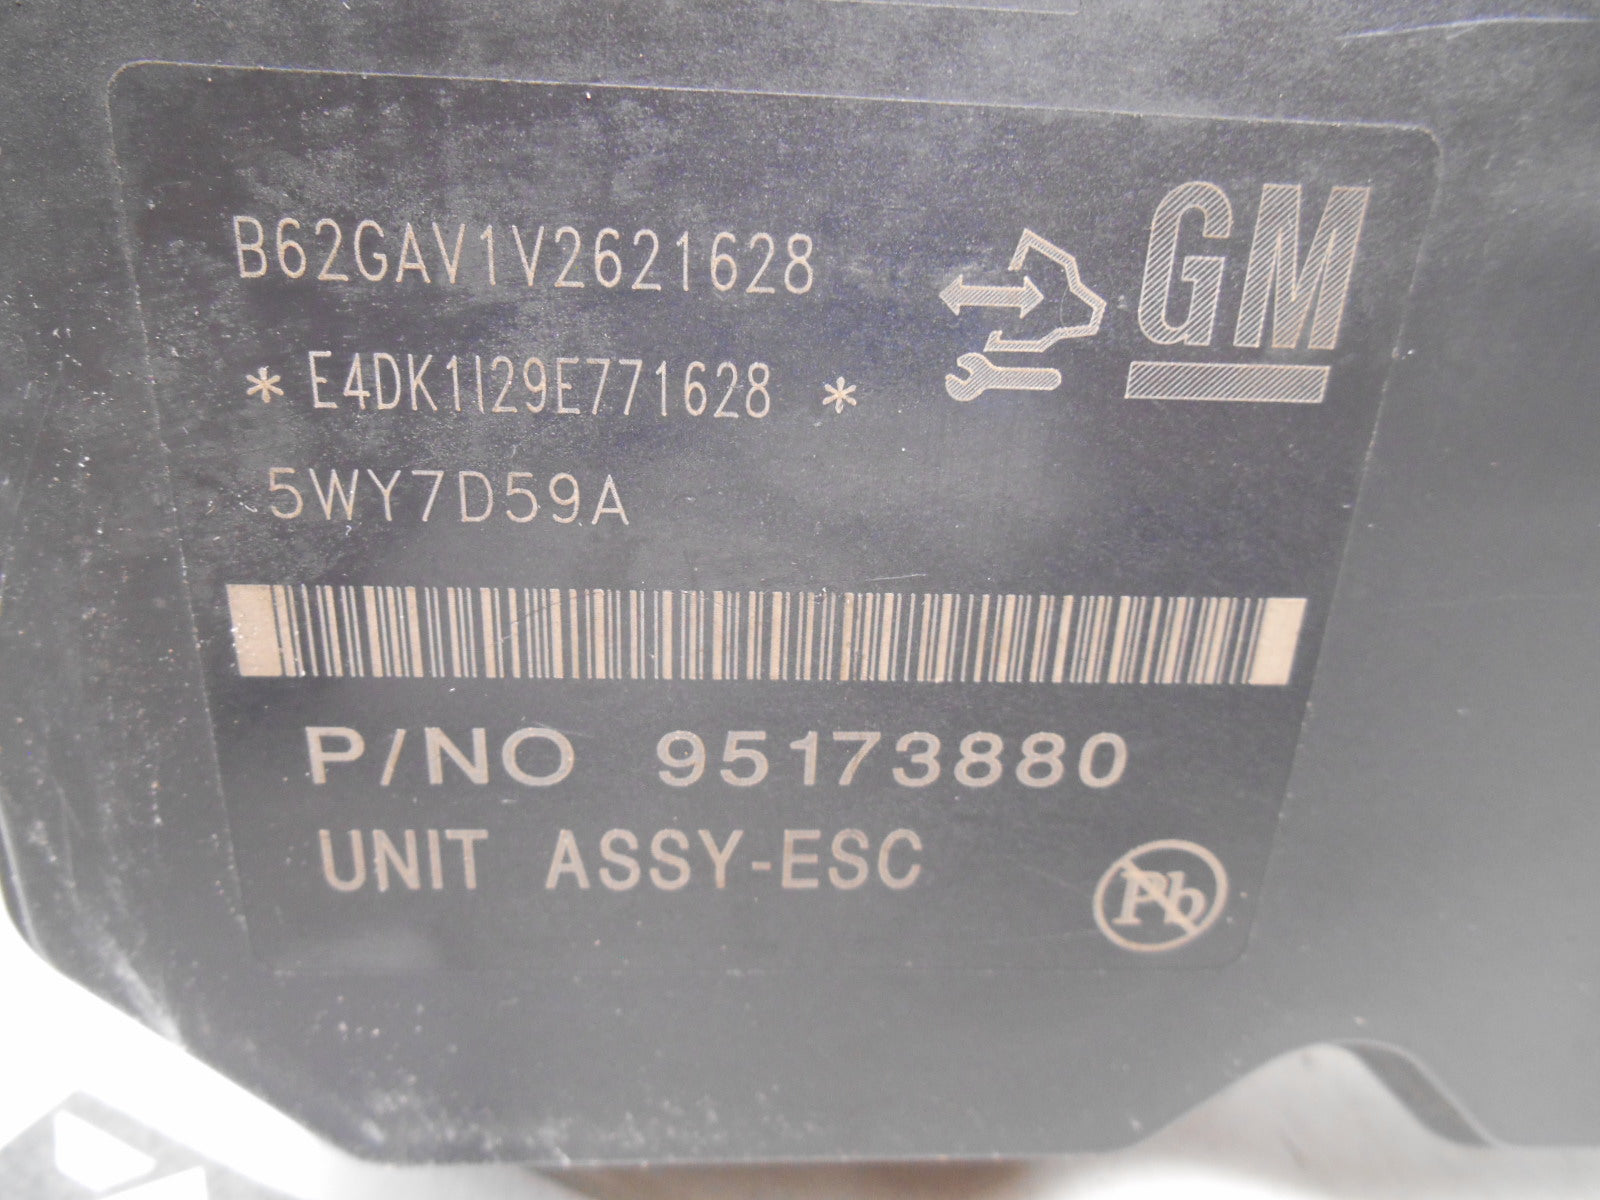 B62GAV1V2621628
GM
* E4DK1I29E771628 *
5WY7D59A
P/NO 95173880
UNIT ASSY-ESC
Pb